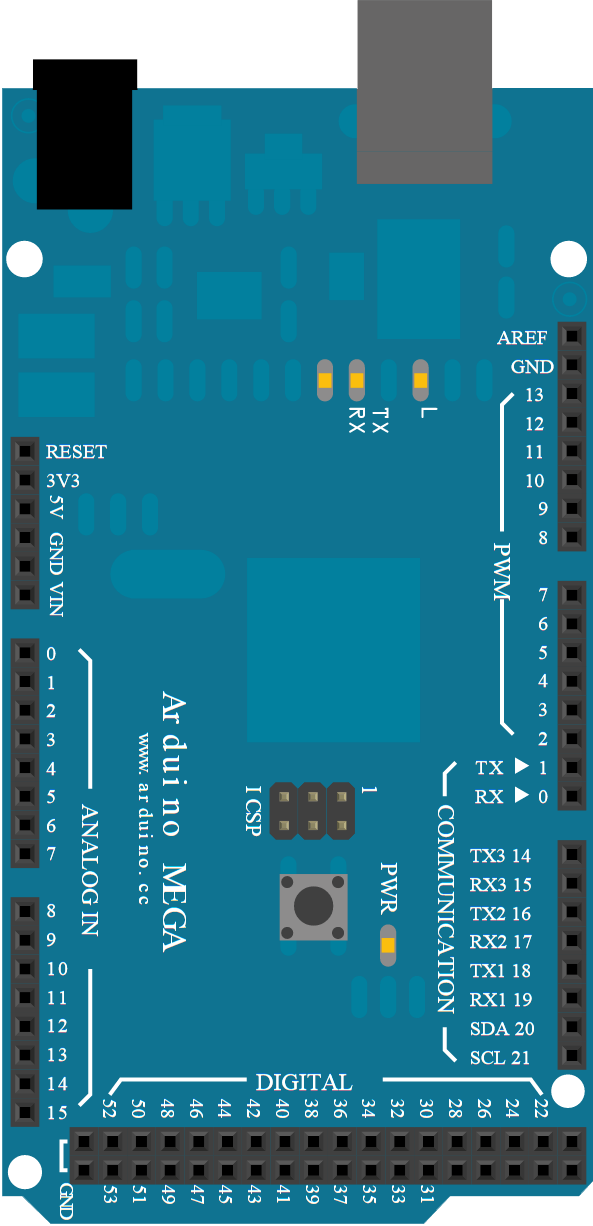 AREF
GND
13
12
11
10
9
8
PWM
7
6
5
4
3
2
TX 1
RX 0
RX
TX
L
RESET
3V3
5V
GND VIN
0
1
2
3
4
5
6
7
ANALOG IN
8
9
10
11
12
13
14
15
Arduino MEGA
www.arduino.cc
ICSP
1
PWR
COMMUNICATION
TX3 14
RX3 15
TX2 16
RX2 17
TX1 18
RX1 19
SDA 20
SCL 21
DIGITAL
52 50 48 46 44 42 40 38 36 34 32 30 28 26 24 22
GND 53 51 49 47 45 43 41 39 37 35 33 31